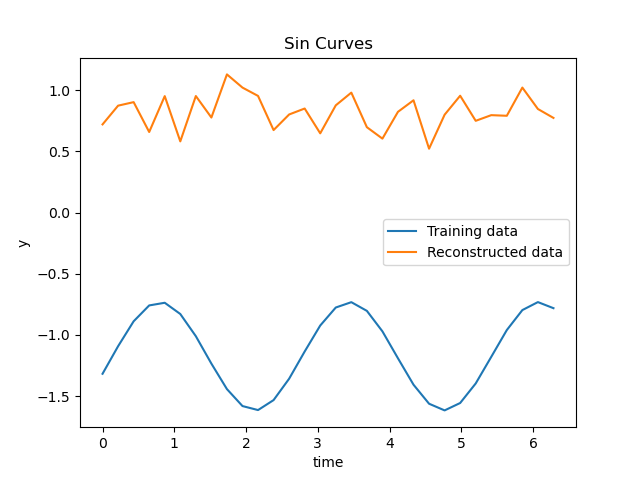 Sin Curves
1.0
0.5
0.0
−0.5
−1.0
−1.5
y
Training data
Reconstructed data
0 1 2 3 4 5 6
time